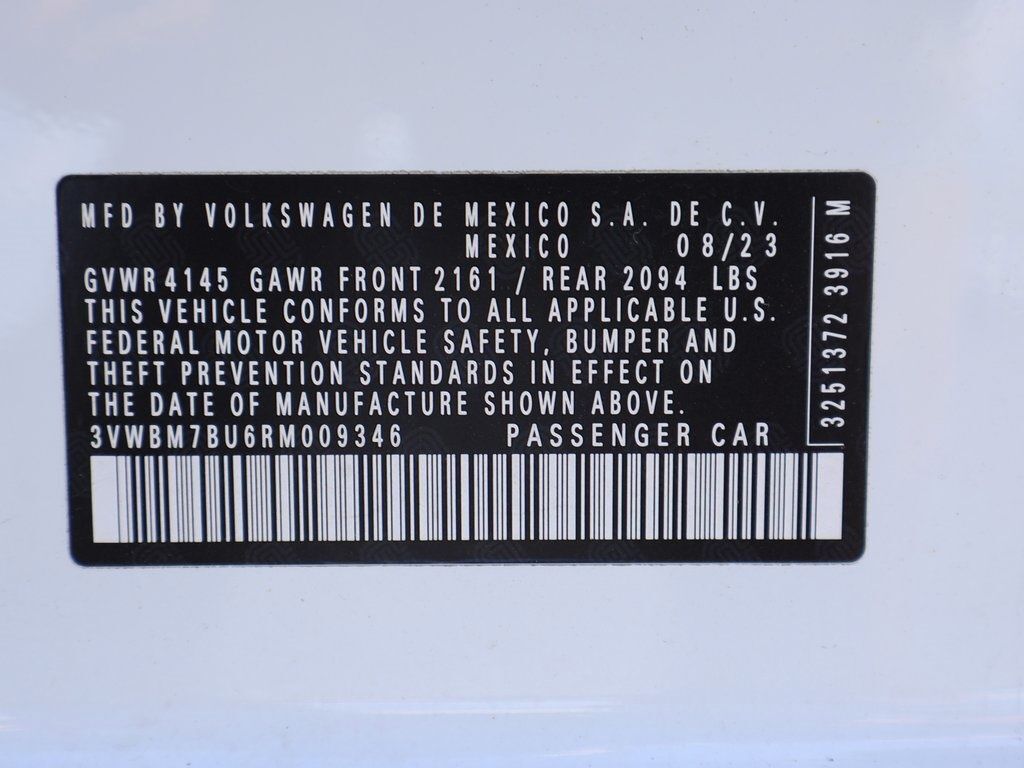 MFD BY VOLKSWAGEN DE MEXICO S.A. DE C.V.
MEXICO 08/23
GVWR 4145 GAWR FRONT 2161 / REAR 2094 LBS
THIS VEHICLE CONFORMS TO ALL APPLICABLE U.S.
FEDERAL MOTOR VEHICLE SAFETY, BUMPER AND
THEFT PREVENTION STANDARDS IN EFFECT ON
THE DATE OF MANUFACTURE SHOWN ABOVE.
3VWBM7BU6RM009346 PASSENGER CAR
3251372 3916 M